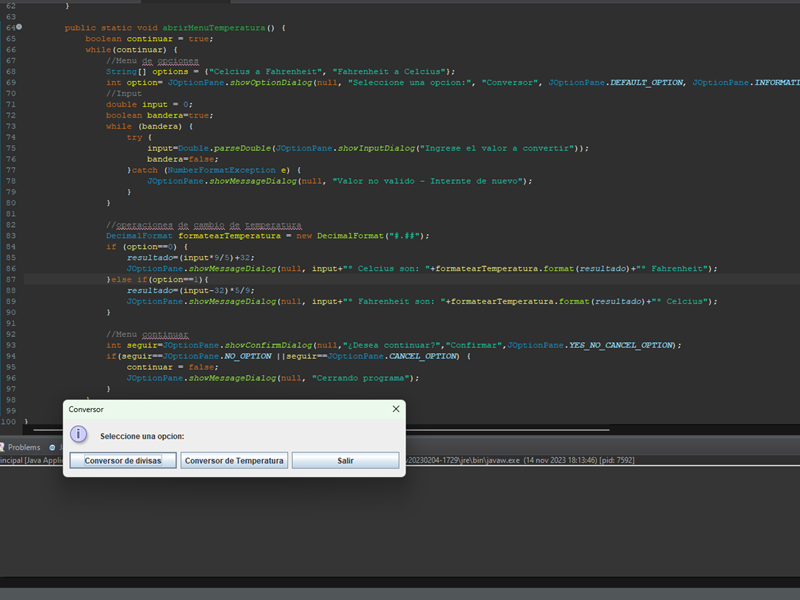 62 }
63
64 public static void abrirMenuTemperatura() {
65 boolean continuar = true;
66 while(continuar) {
67 //Menu de opciones
68 String[] options = {"Celcius a Fahrenheit", "Fahrenheit a Celcius"};
69 int option= JOptionPane.showOptionDialog(null, "Seleccione una opcion:", "Conversor", JOptionPane.DEFAULT_OPTION, JOptionPane.INFORMATI
70 //Input
71 double input = 0;
72 boolean bandera=true;
73 while (bandera) {
74 try {
75 input=Double.parseDouble(JOptionPane.showInputDialog("Ingrese el valor a convertir"));
76 bandera=false;
77 }catch (NumberFormatException e) {
78 JOptionPane.showMessageDialog(null, "Valor no valido - Internte de nuevo");
79 }
80 }
81
82 //operaciones de cambio de temperatura
83 DecimalFormat formatearTemperatura = new DecimalFormat("#.##");
84 if (option==0) {
85 resultado=(input*9/5)+32;
86 JOptionPane.showMessageDialog(null, input+"° Celcius son: "+formatearTemperatura.format(resultado)+"° Fahrenheit");
87 }else if(option==1){
88 resultado=(input-32)*5/9;
89 JOptionPane.showMessageDialog(null, input+"° Fahrenheit son: "+formatearTemperatura.format(resultado)+"° Celcius");
90 }
91
92 //Menu continuar
93 int seguir=JOptionPane.showConfirmDialog(null,"¿Desea continuar?","Confirmar",JOptionPane.YES_NO_CANCEL_OPTION);
94 if(seguir==JOptionPane.NO_OPTION ||seguir==JOptionPane.CANCEL_OPTION) {
95 continuar = false;
96 JOptionPane.showMessageDialog(null, "Cerrando programa");
97 }
98
99
100 }
Conversor
Seleccione una opcion:
Conversor de divisas Conversor de Temperatura Salir
Problems
incipal [Java Appli 20230204-1729\jre\bin\javaw.exe (14 nov 2023 18:13:46) [pid: 7592]